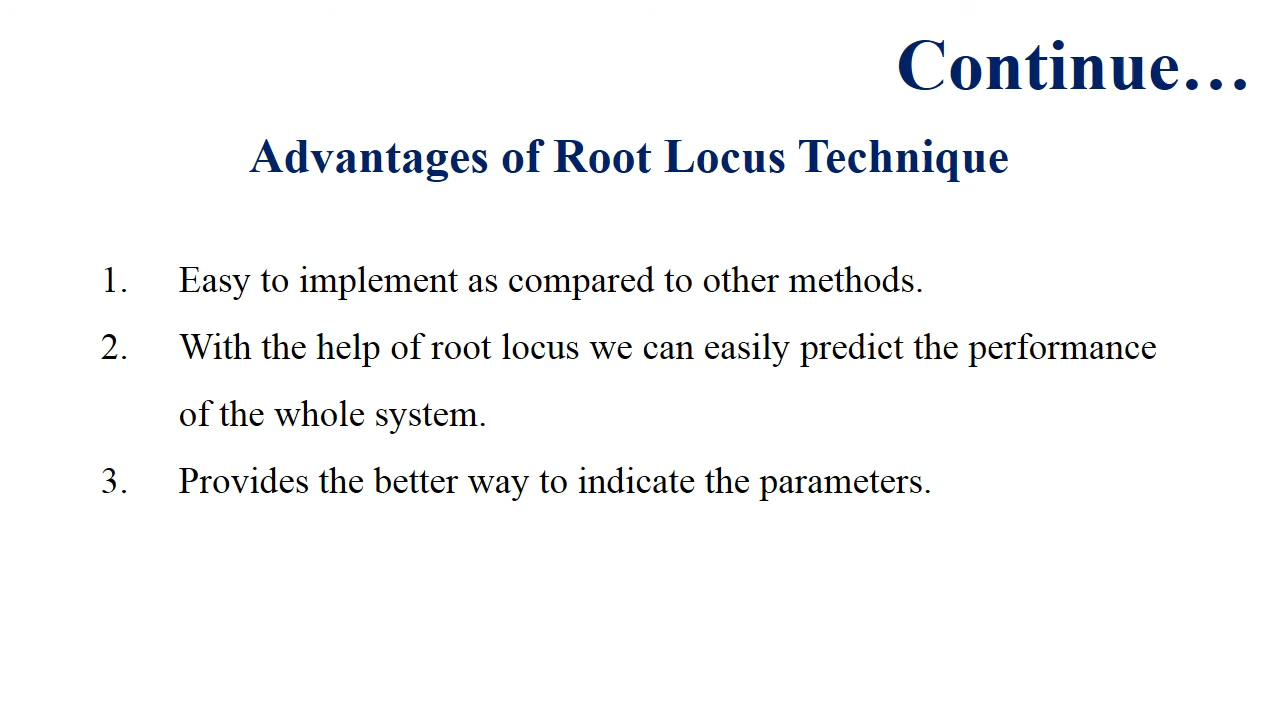 Continue…
Advantages of Root Locus Technique
1. Easy to implement as compared to other methods.
2. With the help of root locus we can easily predict the performance
of the whole system.
3. Provides the better way to indicate the parameters.